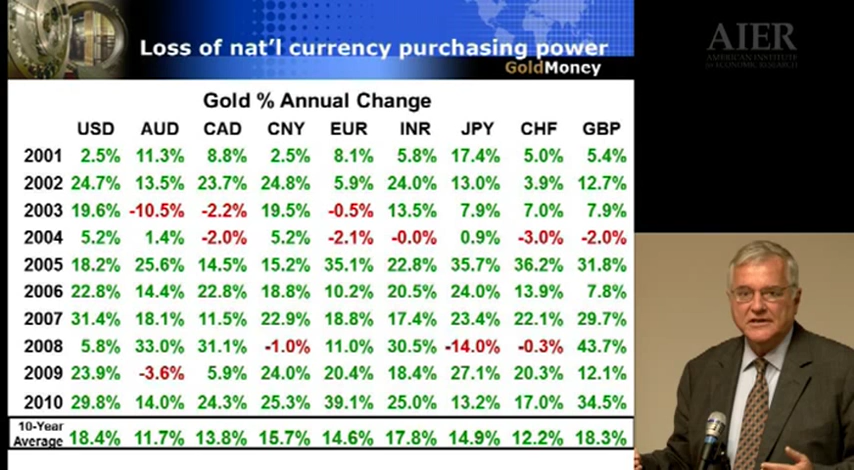 Loss of nat'l currency purchasing power
GoldMoney
AIER
AMERICAN INSTITUTE
for ECONOMIC RESEARCH
Gold % Annual Change
USD AUD CAD CNY EUR INR JPY CHF GBP
2001 2.5% 11.3% 8.8% 2.5% 8.1% 5.8% 17.4% 5.0% 5.4%
2002 24.7% 13.5% 23.7% 24.8% 5.9% 24.0% 13.0% 3.9% 12.7%
2003 19.6% -10.5% -2.2% 19.5% -0.5% 13.5% 7.9% 7.0% 7.9%
2004 5.2% 1.4% -2.0% 5.2% -2.1% -0.0% 0.9% -3.0% -2.0%
2005 18.2% 25.6% 14.5% 15.2% 35.1% 22.8% 35.7% 36.2% 31.8%
2006 22.8% 14.4% 22.8% 18.8% 10.2% 20.5% 24.0% 13.9% 7.8%
2007 31.4% 18.1% 11.5% 22.9% 18.8% 17.4% 23.4% 22.1% 29.7%
2008 5.8% 33.0% 31.1% -1.0% 11.0% 30.5% -14.0% -0.3% 43.7%
2009 23.9% -3.6% 5.9% 24.0% 20.4% 18.4% 27.1% 20.3% 12.1%
2010 29.8% 14.0% 24.3% 25.3% 39.1% 25.0% 13.2% 17.0% 34.5%
10-Year
Average 18.4% 11.7% 13.8% 15.7% 14.6% 17.8% 14.9% 12.2% 18.3%